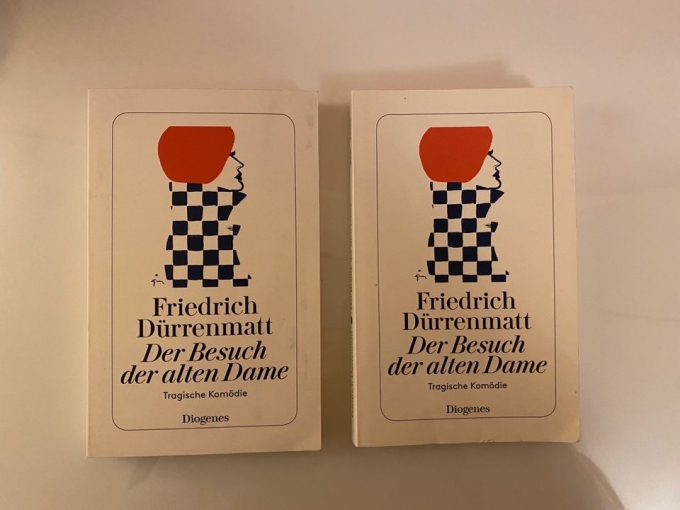 Friedrich
Dürrenmatt
Der Besuch
der alten Dame
Tragische Komödie
Diogenes
Friedrich
Dürrenmatt
Der Besuch
der alten Dame
Tragische Komödie
Diogenes